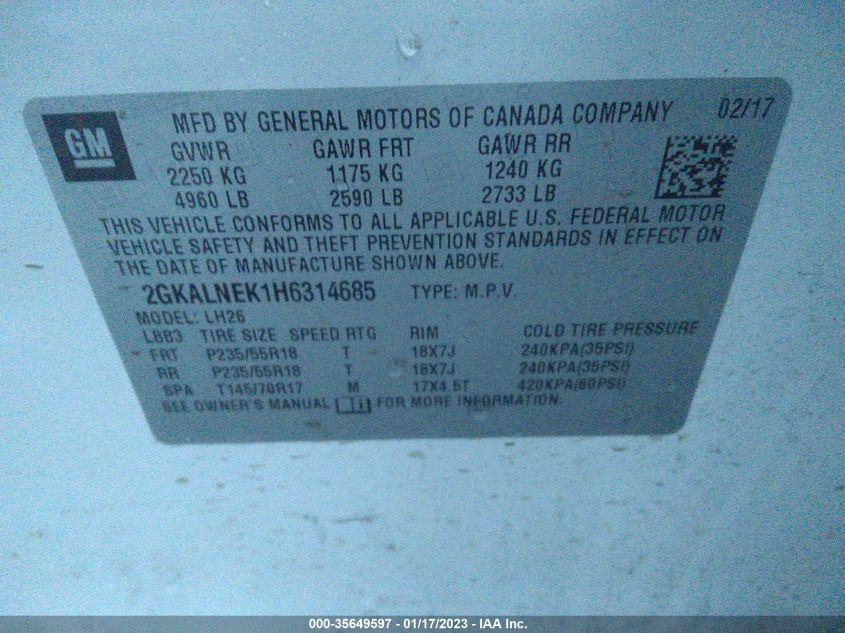 GM
MFD BY GENERAL MOTORS OF CANADA COMPANY 02/17
GVWR GAWR FRT GAWR RR
2250 KG 1175 KG 1240 KG
4960 LB 2590 LB 2733 LB
THIS VEHICLE CONFORMS TO ALL APPLICABLE U.S. FEDERAL MOTOR
VEHICLE SAFETY AND THEFT PREVENTION STANDARDS IN EFFECT ON
THE DATE OF MANUFACTURE SHOWN ABOVE.
2GKALNEK1H6314685 TYPE: M.P.V.
MODEL: LH26
LBB3 TIRE SIZE SPEED RTG RIM COLD TIRE PRESSURE
FRT P235/55R18 T 18X7J 240KPA(35PSI)
RR P235/55R18 T 18X7J 240KPA(35PSI)
SPA T145/70R17 M 17X4.5T 420KPA(60PSI)
SEE OWNER'S MANUAL FOR MORE INFORMATION.
000-35649597 - 01/17/2023 - IAA Inc.